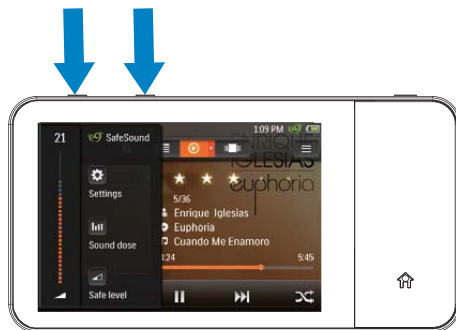 21
SafeSound
1:09 PM
ENRIQUE
IGLESIAS
euphoria
Settings
5/36
Enrique Iglesias
Euphoria
Sound dose
Cuando Me Enamoro
3:24
5:45
Safe level